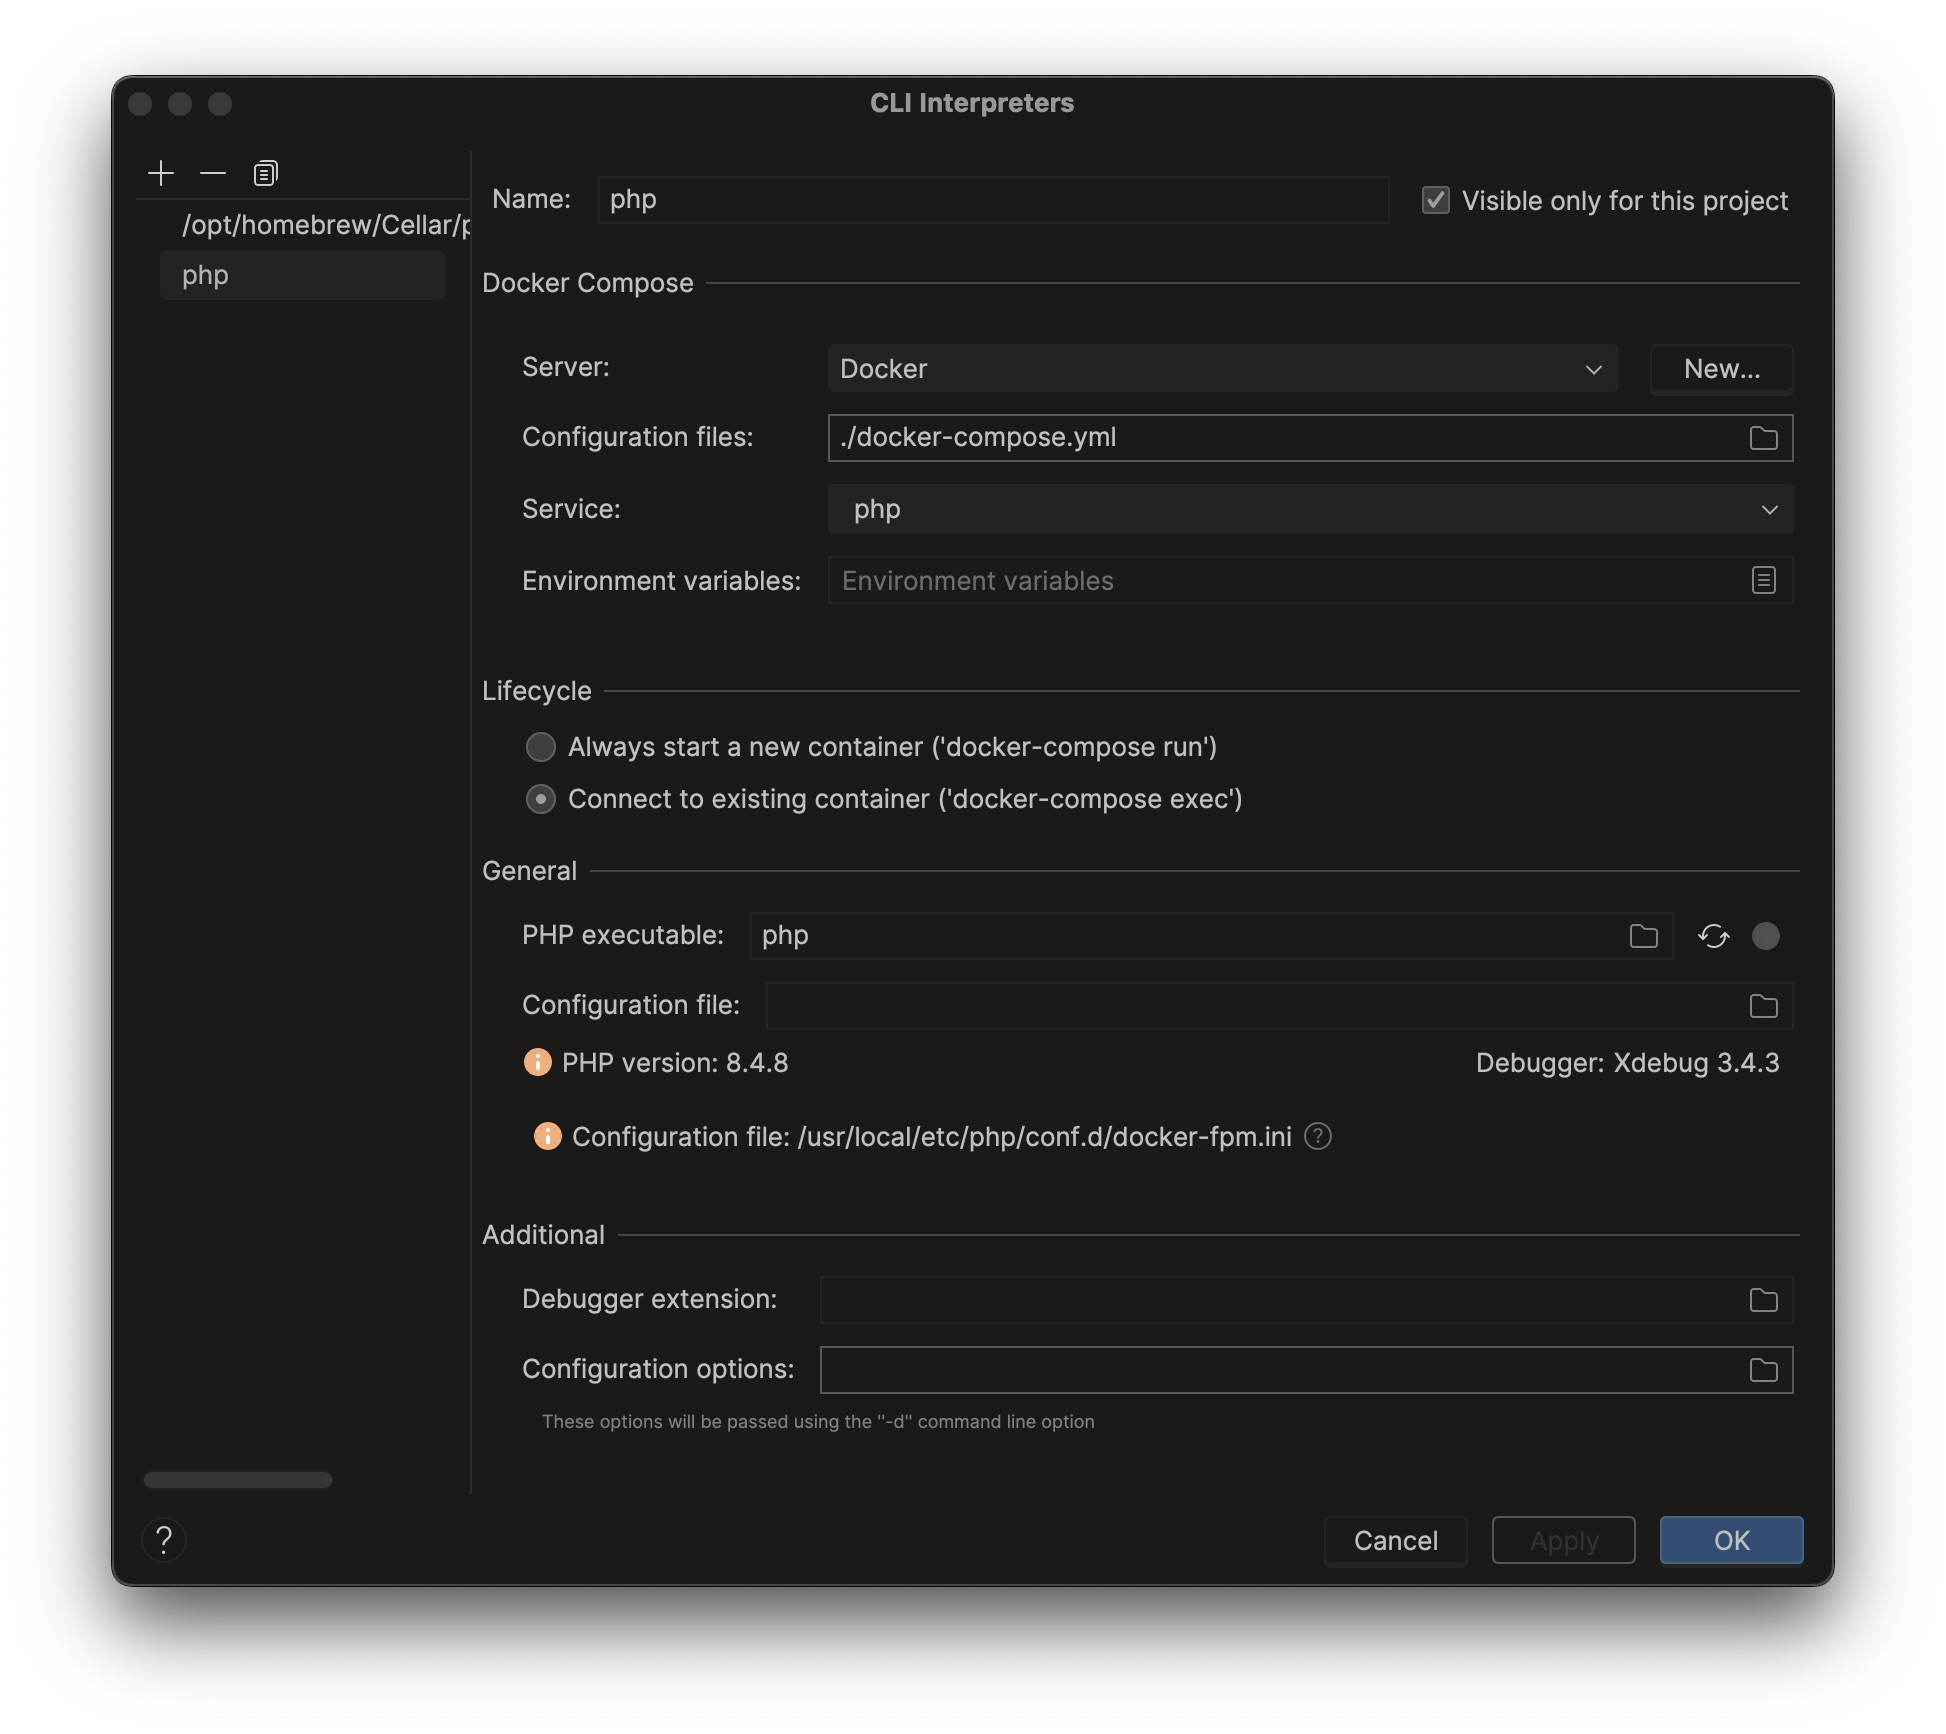 CLI Interpreters
/opt/homebrew/Cellar/p
php
Name: php Visible only for this project
Docker Compose
Server: Docker New...
Configuration files: ./docker-compose.yml
Service: php
Environment variables: Environment variables
Lifecycle
Always start a new container ('docker-compose run')
Connect to existing container ('docker-compose exec')
General
PHP executable: php
Configuration file:
PHP version: 8.4.8 Debugger: Xdebug 3.4.3
Configuration file: /usr/local/etc/php/conf.d/docker-fpm.ini ?
Additional
Debugger extension:
Configuration options:
These options will be passed using the "-d" command line option
? Cancel Apply OK